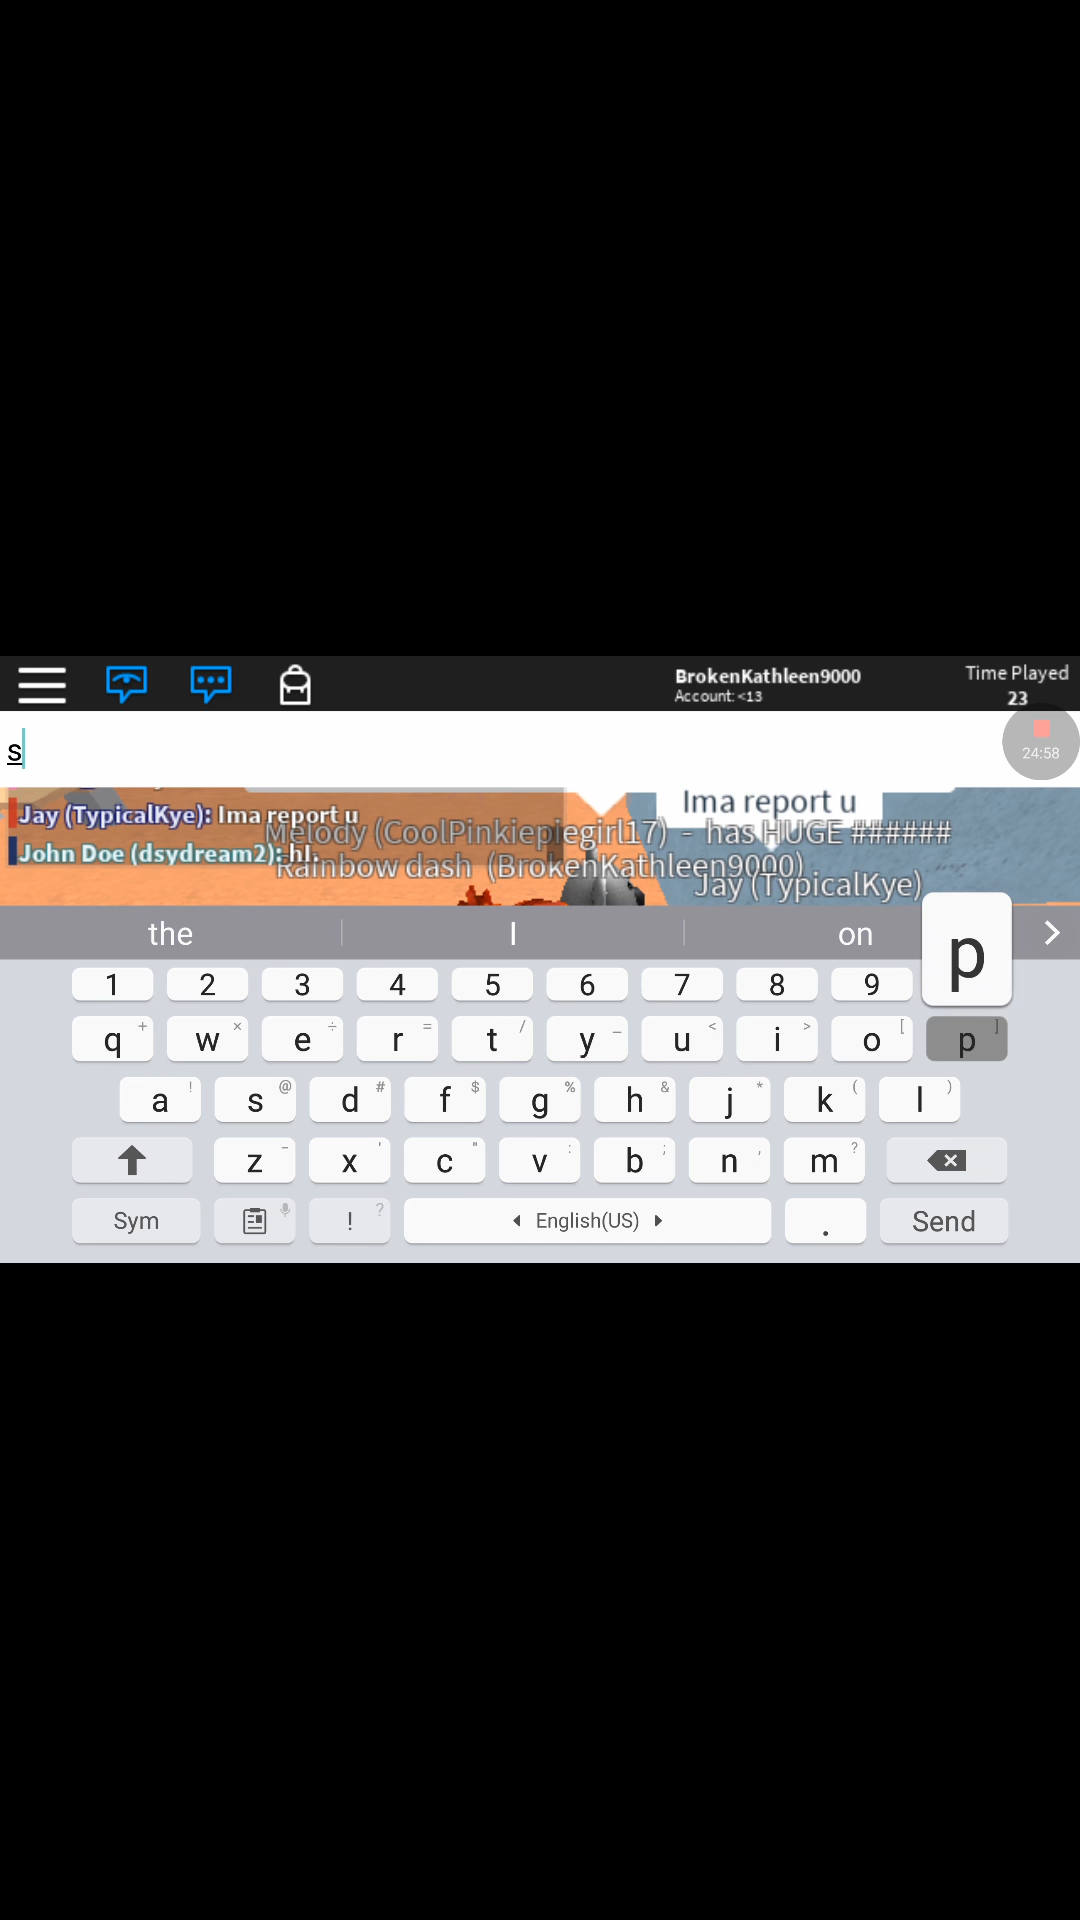 BrokenKathleen9000
Account: <13
Time Played
23
s
24:58
Jay (TypicalKye): Ima report u
John Doe (dsydream2): hI.
Ima report u
Melody (CoolPinkiepiegirl17) - has HUGE ######
Rainbow dash (BrokenKathleen9000)
Jay (TypicalKye)
the I on
p
1 2 3 4 5 6 7 8 9
q + w × e ÷ r = t / y _ u < i > o [ p ]
a ! s @ d # f $ g % h & j * k ( l )
z - x ' c " v : b ; n , m ?
Sym ! ? English(US) . Send